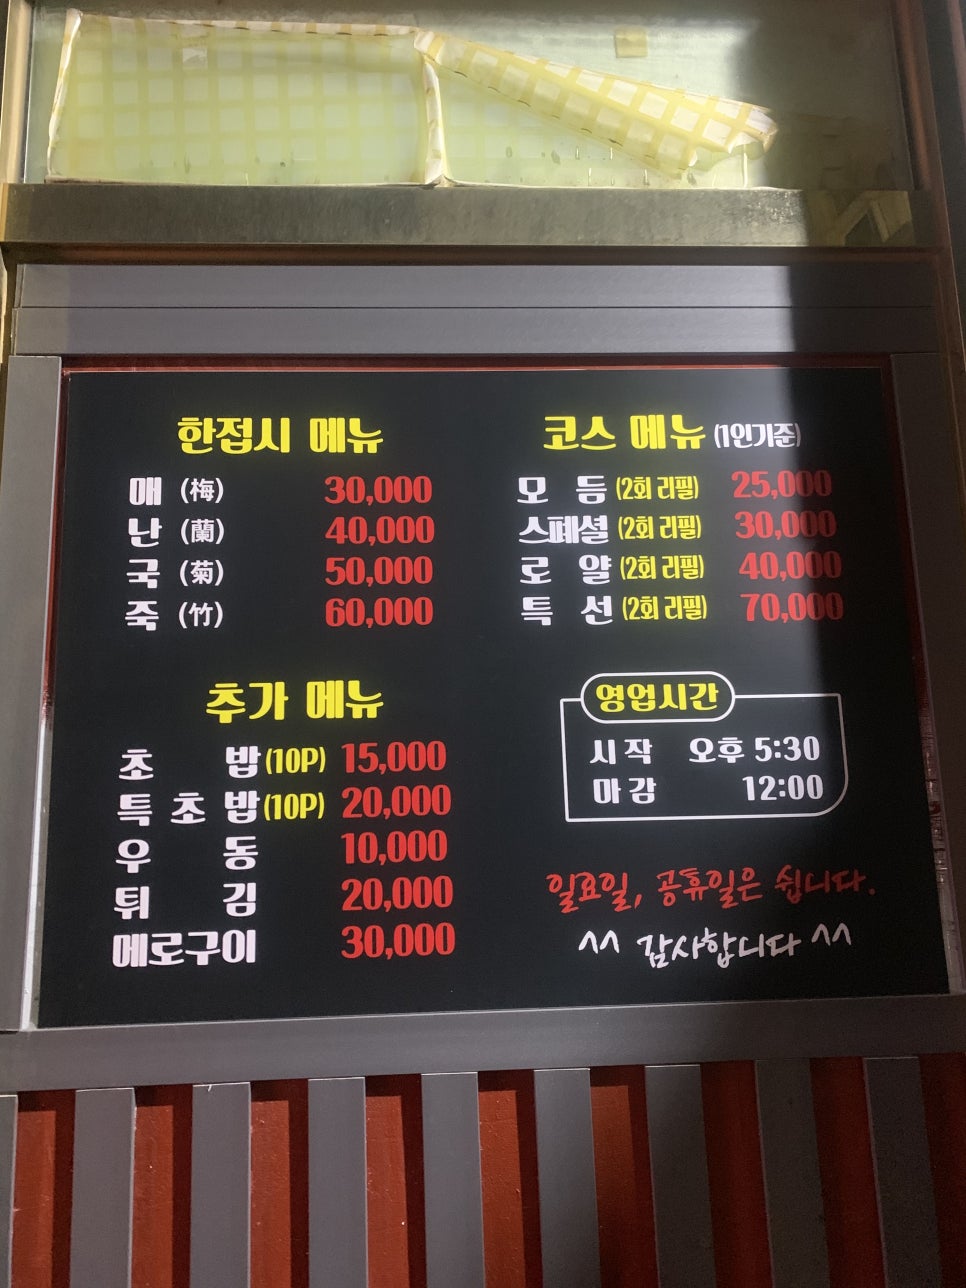 한접시 메뉴
매 (梅) 30,000
난 (蘭) 40,000
국 (菊) 50,000
죽 (竹) 60,000
추가 메뉴
초 밥(10P) 15,000
특 초 밥(10P) 20,000
우 동 10,000
튀 김 20,000
메로구이 30,000
코스 메뉴 (1인기준)
모 듬 (2회 리필) 25,000
스페셜 (2회 리필) 30,000
로 얄 (2회 리필) 40,000
특 선 (2회 리필) 70,000
영업시간
시 작 오후 5:30
마 감 12:00
일요일, 공휴일은 쉽니다.
^^ 감사합니다 ^^